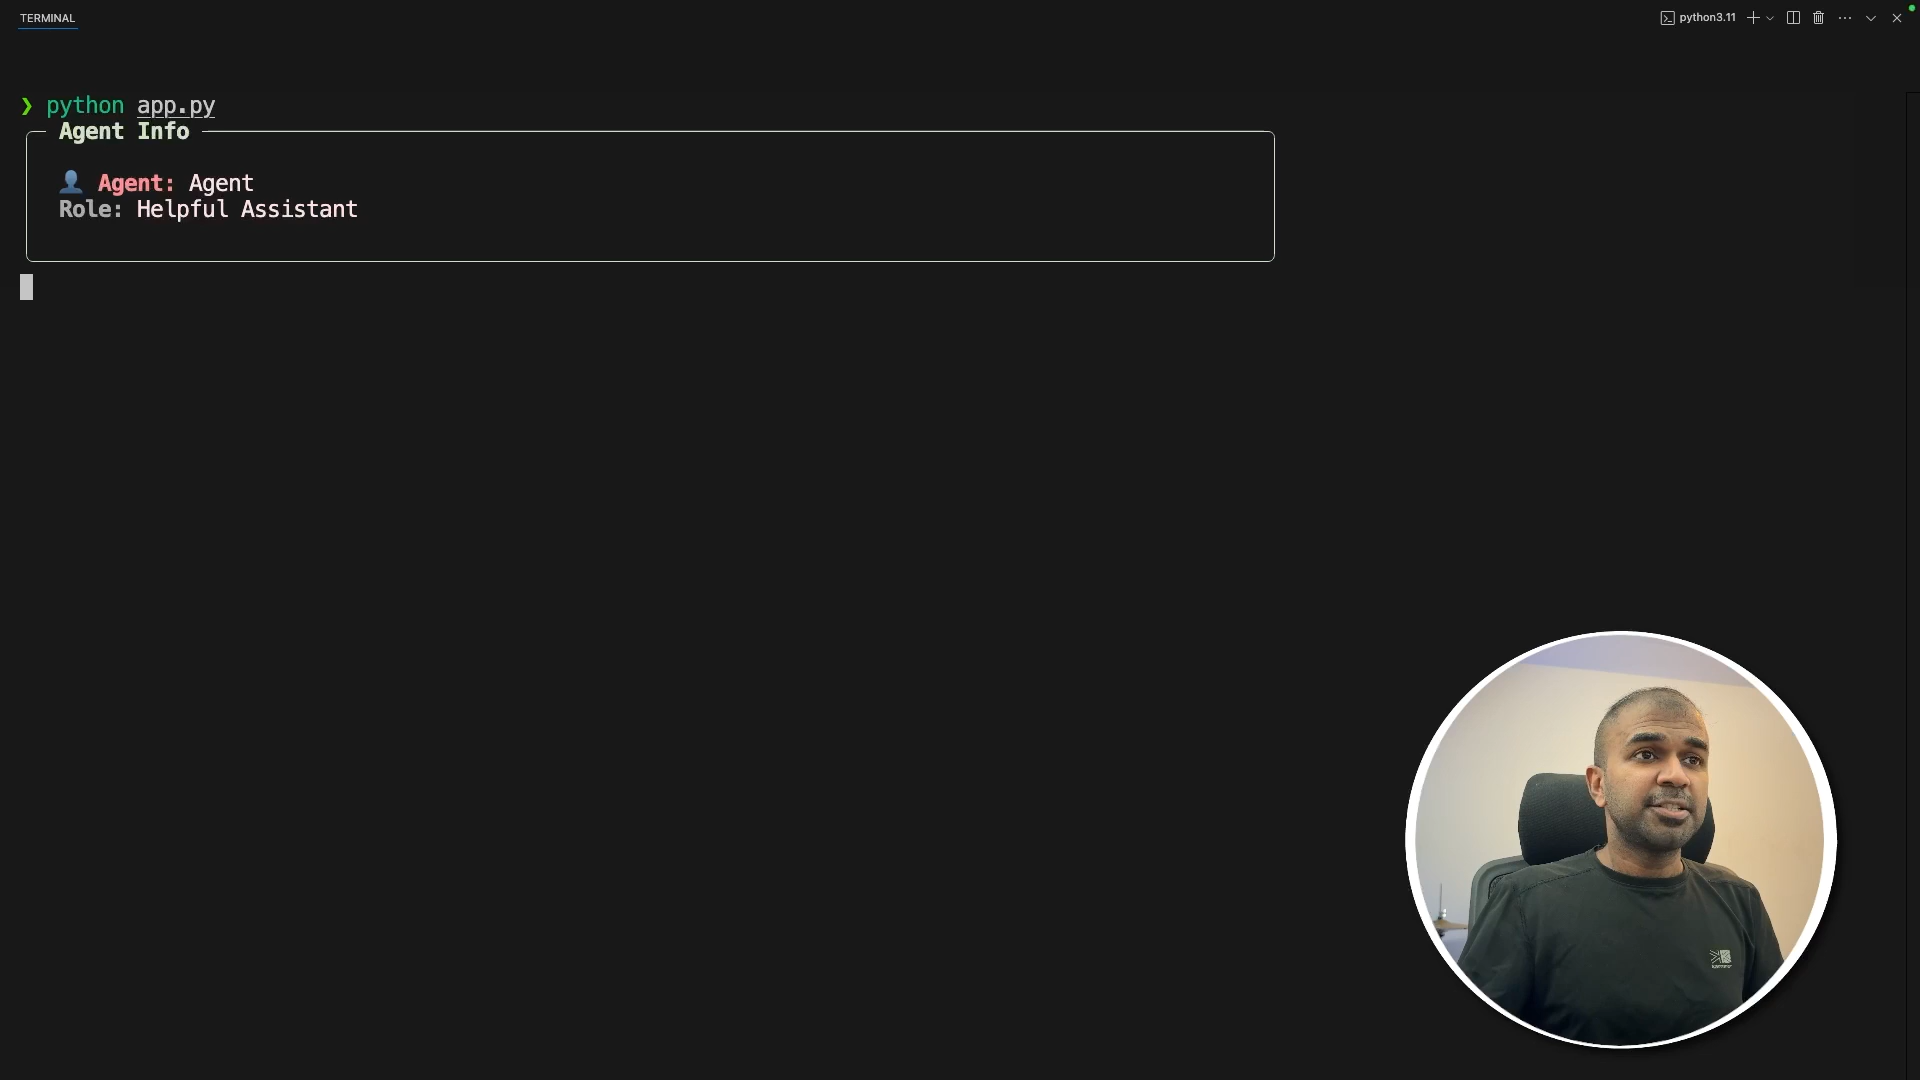 TERMINAL
python3.11
❯ python app.py
Agent Info
👤 Agent: Agent
Role: Helpful Assistant